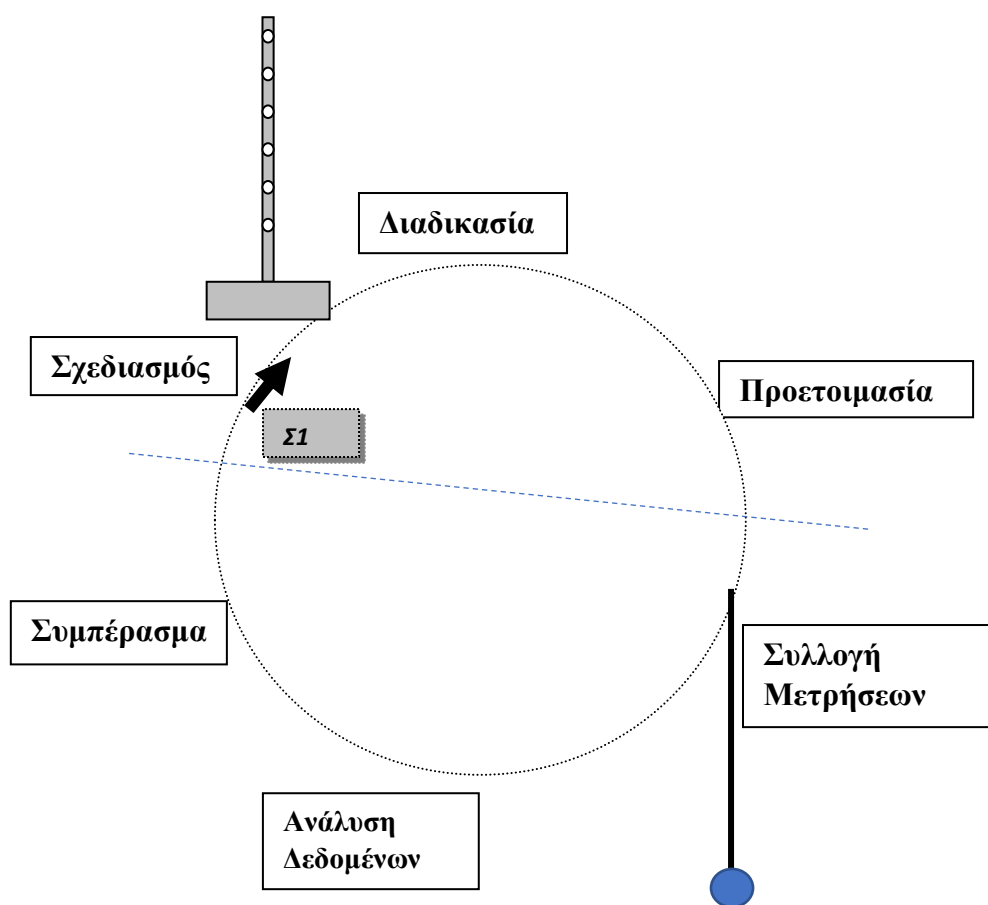 Διαδικασία
Σχεδιασμός
Προετοιμασία
Σ1
Συμπέρασμα
Συλλογή
Μετρήσεων
Ανάλυση
Δεδομένων